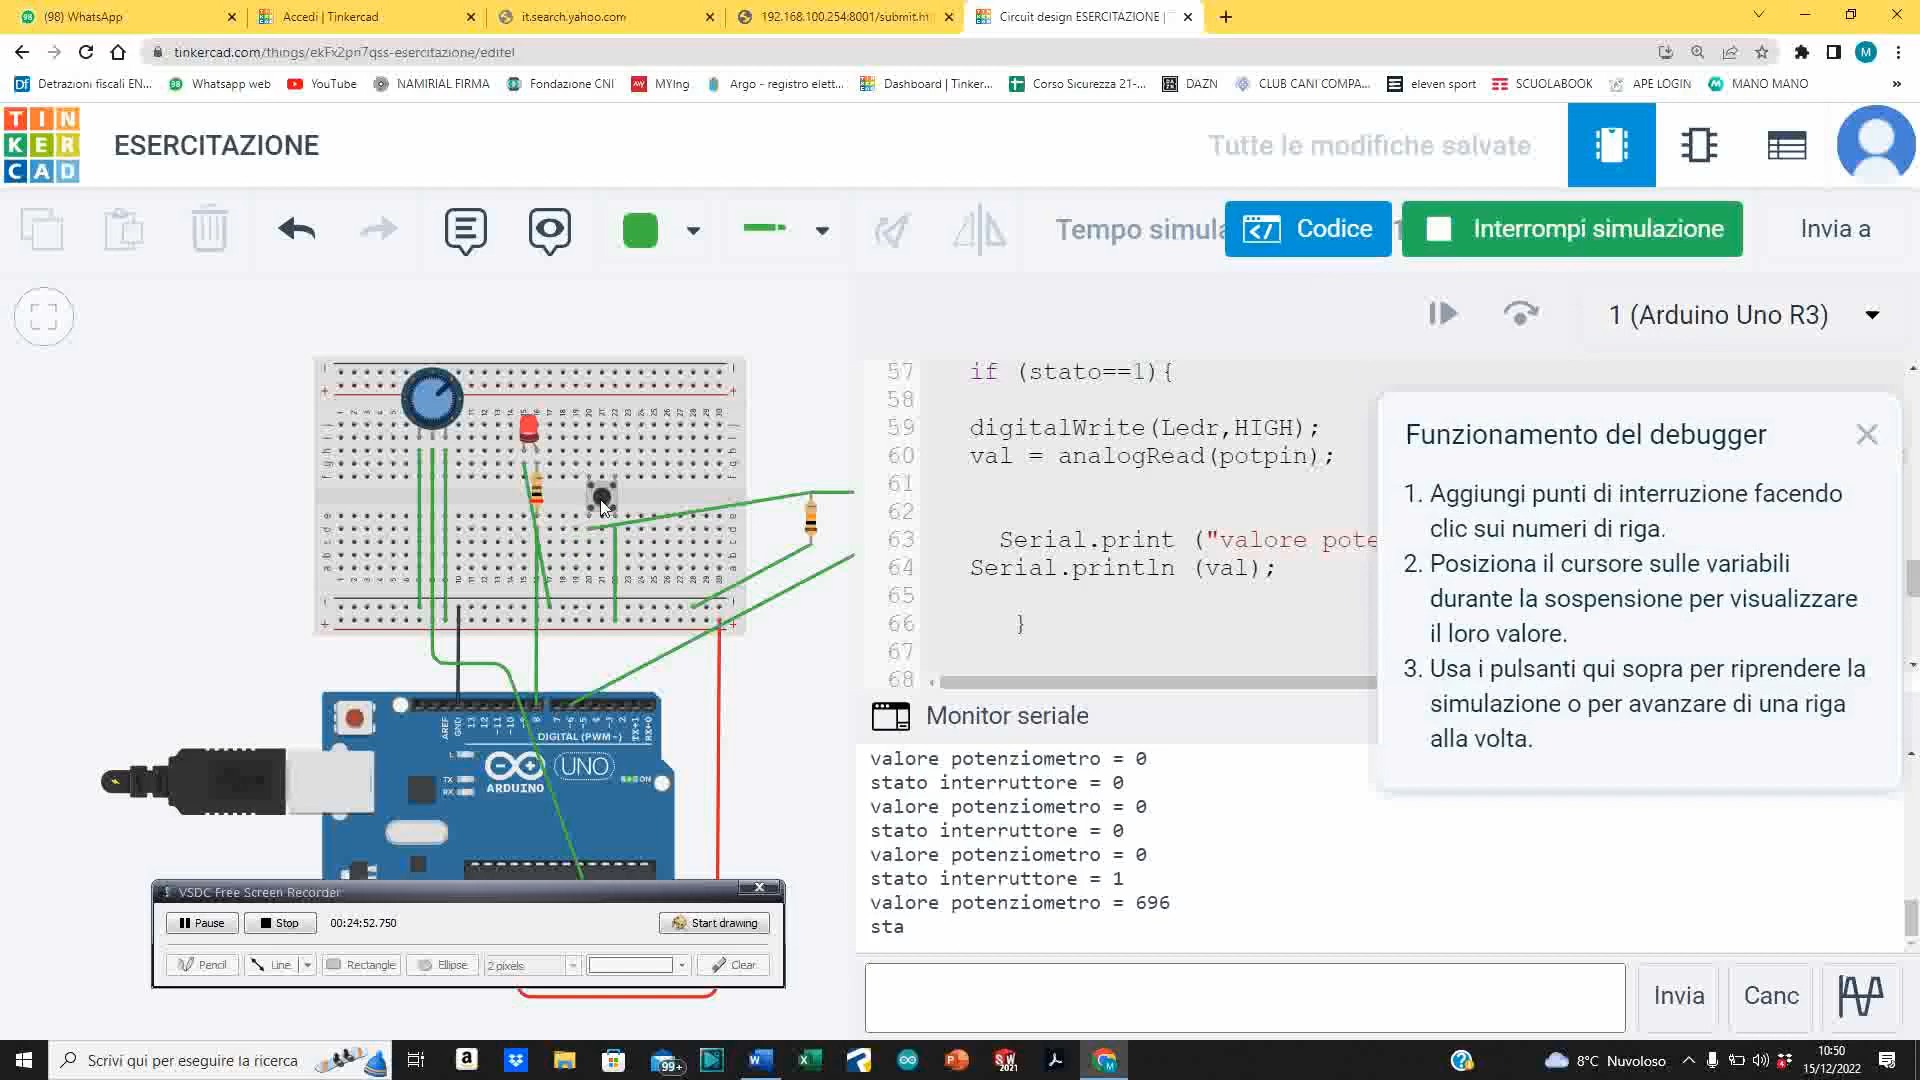 (98) WhatsApp
Accedi | Tinkercad
it.search.yahoo.com
192.168.100.254:8001/submit.ht
Circuit design ESERCITAZIONE |
tinkercad.com/things/ekFx2pn7qss-esercitazione/editel
M
Detrazioni fiscali EN...
Whatsapp web
YouTube
NAMIRIAL FIRMA
Fondazione CNI
MYIng
Argo - registro elett...
Dashboard | Tinker...
Corso Sicurezza 21-...
DAZN
CLUB CANI COMPA...
eleven sport
SCUOLABOOK
APE LOGIN
MANO MANO
TIN
KER
CAD
ESERCITAZIONE
Tutte le modifiche salvate
Tempo simula
Codice
Interrompi simulazione
Invia a
1 (Arduino Uno R3)
57 if (stato==1){
58
59 digitalWrite(Ledr,HIGH);
60 val = analogRead(potpin);
61
62
63 Serial.print ("valore pote
64 Serial.println (val);
65
66 }
67
68
Funzionamento del debugger
1. Aggiungi punti di interruzione facendo
clic sui numeri di riga.
2. Posiziona il cursore sulle variabili
durante la sospensione per visualizzare
il loro valore.
3. Usa i pulsanti qui sopra per riprendere la
simulazione o per avanzare di una riga
alla volta.
Monitor seriale
valore potenziometro = 0
stato interruttore = 0
valore potenziometro = 0
stato interruttore = 0
valore potenziometro = 0
stato interruttore = 1
valore potenziometro = 696
sta
Invia
Canc
AREF
GND
DIGITAL (PWM~)
L
TX
RX
UNO
ARDUINO
ON
VSDC Free Screen Recorder
Pause
Stop
00:24:52.750
Start drawing
Pencil
Line
Rectangle
Ellipse
2 pixels
Clear
Scrivi qui per eseguire la ricerca
99+
8°C Nuvoloso
10:50
15/12/2022